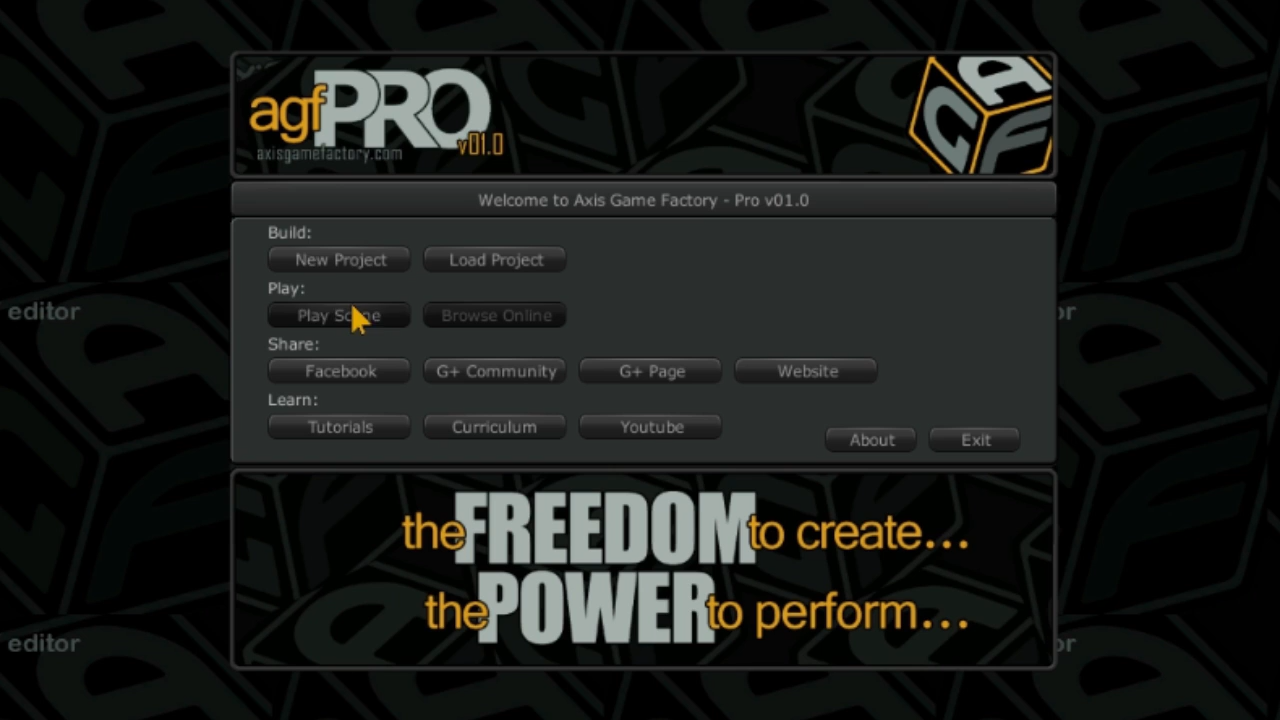 agfPRO v01.0
axisgamefactory.com
Welcome to Axis Game Factory - Pro v01.0
Build:
New Project Load Project
Play:
editor
Play Scene Browse Online
Share:
Facebook G+ Community G+ Page Website
Learn:
Tutorials Curriculum Youtube
About Exit
the FREEDOM to create...
the POWER to perform...
editor